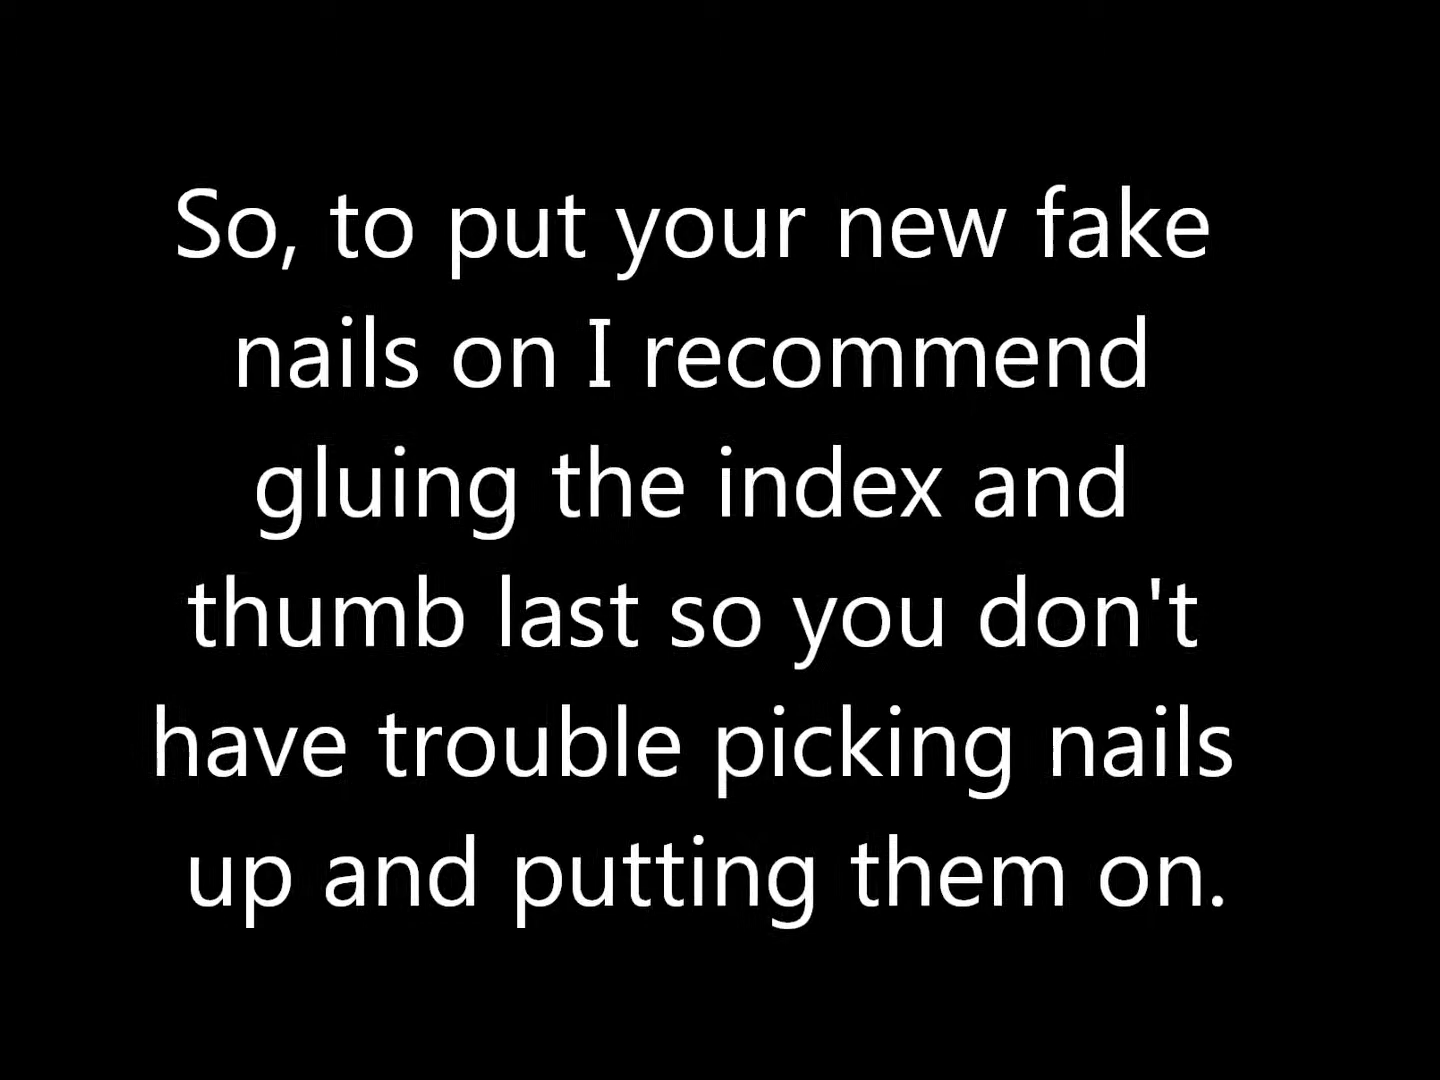 So, to put your new fake
nails on I recommend
gluing the index and
thumb last so you don't
have trouble picking nails
up and putting them on.